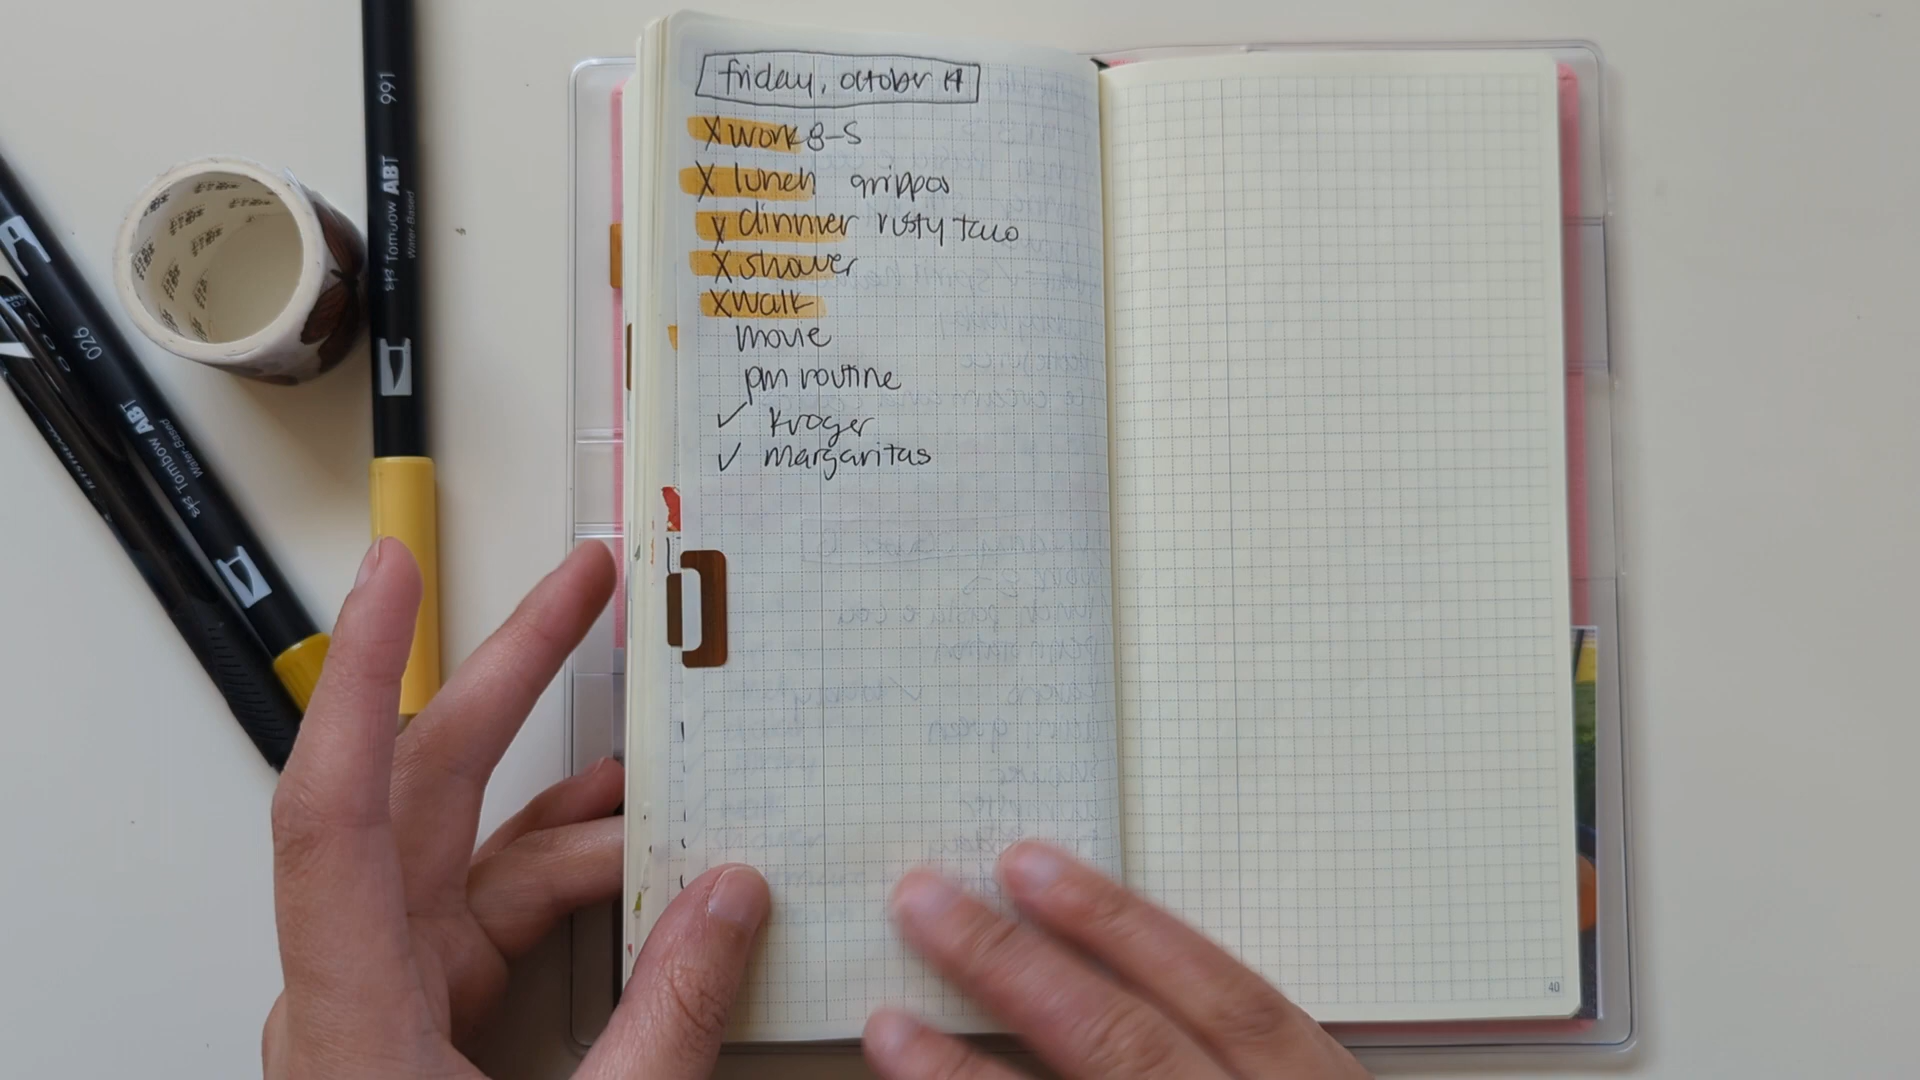 friday, october 14
X work 8-5
X lunch grippos
X dinner rusty taco
X shower
X walk
movie
pm routine
✓ kroger
✓ margaritas
40
991
Tombow ABT
Water-Based
026
Tombow ABT
Water-Based
JETSTREAM